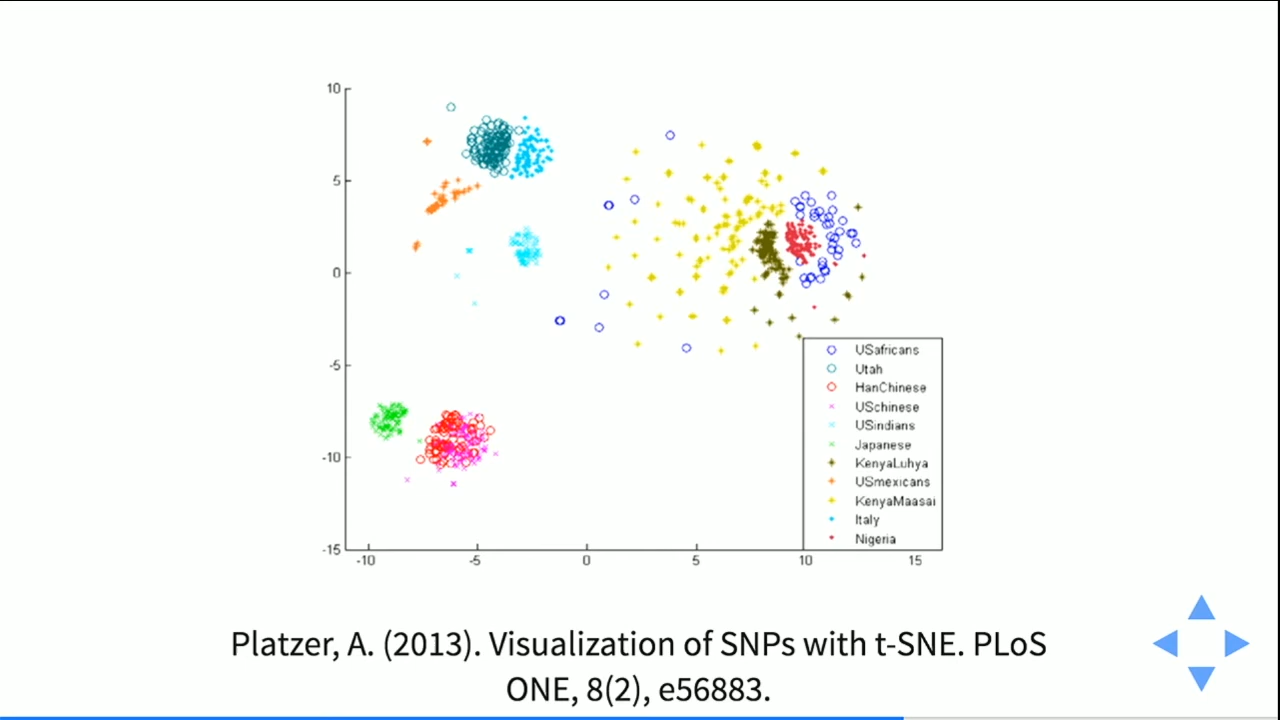 10
5
0
-5
-10
-15
-10
-5
0
5
10
15
USafricans
Utah
HanChinese
USchinese
USindians
Japanese
KenyaLuhya
USmexicans
KenyaMaasai
Italy
Nigeria
Platzer, A. (2013). Visualization of SNPs with t-SNE. PLoS
ONE, 8(2), e56883.